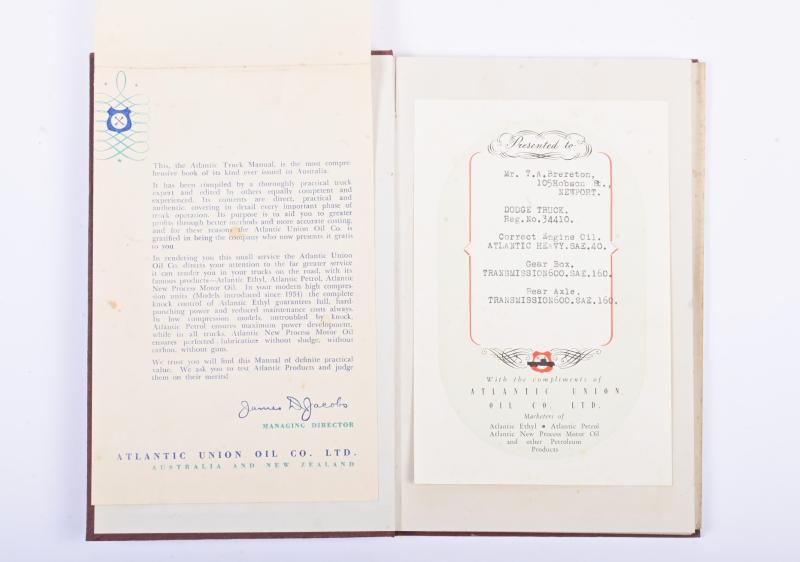 This, the Atlantic Truck Manual, is the most compre-
hensive book of its kind ever issued in Australia.
It has been compiled by a thoroughly practical truck
expert and edited by others equally competent and
experienced. Its contents are direct, practical and
authentic, covering in detail every important phase of
truck operation. Its purpose is to aid you to greater
profits through better methods and more accurate costing,
and for these reasons the Atlantic Union Oil Co. is
gratified in being the company who now presents it gratis
to you
In rendering you this small service the Atlantic Union
Oil Co. directs your attention to the far greater service
it can render you in your trucks on the road, with its
famous products—Atlantic Ethyl, Atlantic Petrol, Atlantic
New Process Motor Oil. In your modern high compres-
sion units (Models introduced since 1934) the complete
knock control of Atlantic Ethyl guarantees full, hard-
punching power and reduced maintenance costs always.
In low compression models, untroubled by knock,
Atlantic Petrol ensures maximum power development,
while in all trucks, Atlantic New Process Motor Oil
ensures perfected lubrication without sludge, without
carbon, without gum.
We trust you will find this Manual of definite practical
value. We ask you to test Atlantic Products and judge
them on their merits!
James D. Jacobs
MANAGING DIRECTOR
ATLANTIC UNION OIL CO. LTD.
AUSTRALIA AND NEW ZEALAND
Presented to
Mr. T.A.Brereton,
105Hobson St.,
NEWPORT.
DODGE TRUCK.
Reg.No.34410.
Correct Engine Oil.
ATLANTIC HEAVY.SAE.40.
Gear Box.
TRANSMISSION600.SAE.160.
Rear Axle.
TRANSMISSION600.SAE.160.
With the compliments of
ATLANTIC UNION
OIL CO. LTD.
Marketers of
Atlantic Ethyl • Atlantic Petrol
Atlantic New Process Motor Oil
and other Petroleum
Products